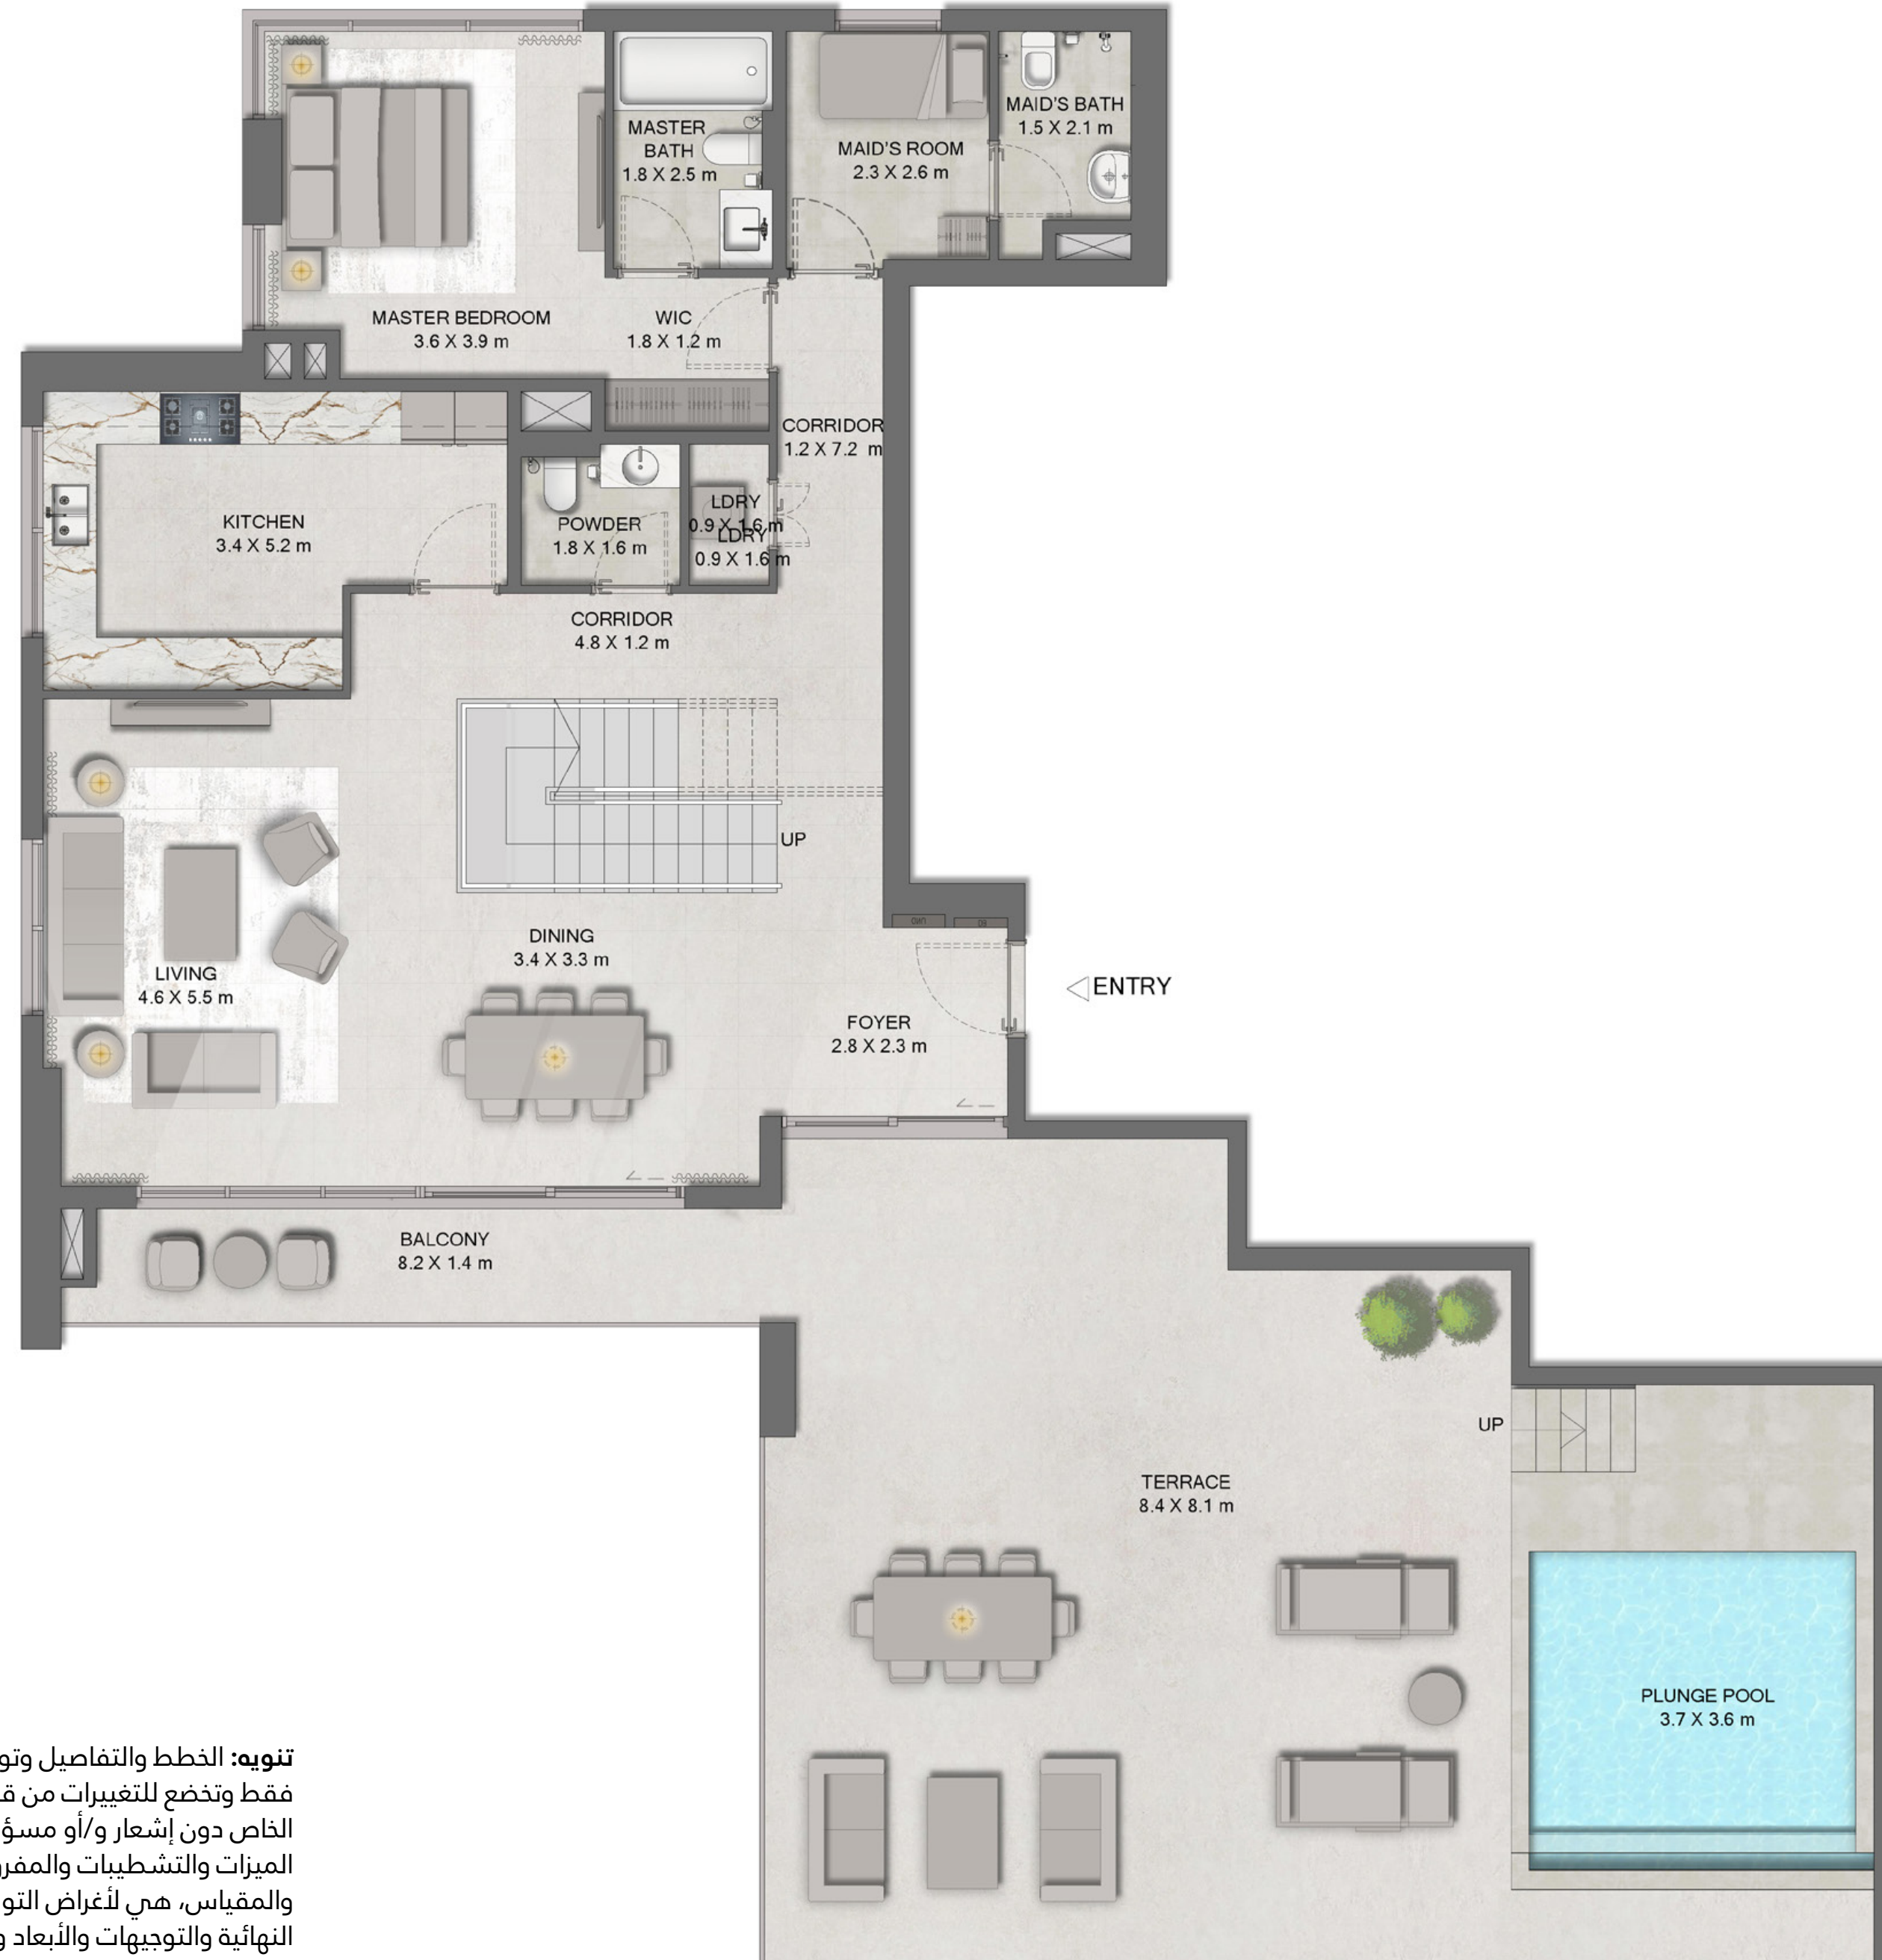 MASTER
BATH
1.8 X 2.5 m
MAID'S ROOM
2.3 X 2.6 m
MAID'S BATH
1.5 X 2.1 m
MASTER BEDROOM
3.6 X 3.9 m
WIC
1.8 X 1.2 m
CORRIDOR
1.2 X 7.2 m
KITCHEN
3.4 X 5.2 m
POWDER
1.8 X 1.6 m
LDRY
0.9 X 1.6 m
LDRY
0.9 X 1.6 m
CORRIDOR
4.8 X 1.2 m
UP
DINING
3.4 X 3.3 m
LIVING
4.6 X 5.5 m
FOYER
2.8 X 2.3 m
ENTRY
BALCONY
8.2 X 1.4 m
UP
TERRACE
8.4 X 8.1 m
PLUNGE POOL
3.7 X 3.6 m
تنويه: الخطط والتفاصيل
فقط وتخضع للتغييرات من
الخاص دون إشعار و/أو
الميزات والتشطيبات
والمقياس، هي لأغراض
النهائية والتوجيهات والأبعاد